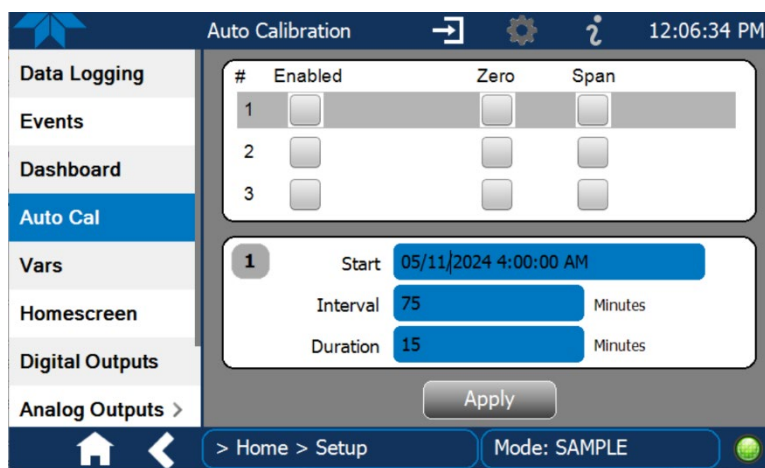 Auto Calibration 12:06:34 PM
Data Logging
Events
Dashboard
Auto Cal
Vars
Homescreen
Digital Outputs
Analog Outputs >
# Enabled Zero Span
1
2
3
1
Start 05/11/2024 4:00:00 AM
Interval 75 Minutes
Duration 15 Minutes
Apply
> Home > Setup Mode: SAMPLE